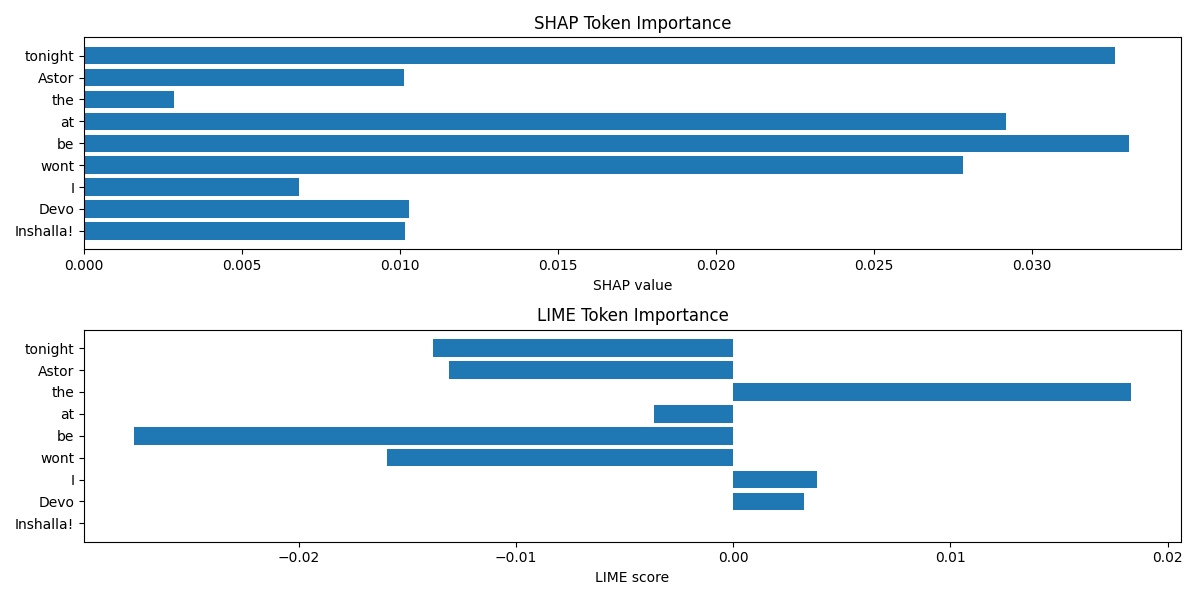 SHAP Token Importance
tonight
Astor
the
at
be
wont
I
Devo
Inshalla!
0.000 0.005 0.010 0.015 0.020 0.025 0.030
SHAP value
LIME Token Importance
tonight
Astor
the
at
be
wont
I
Devo
Inshalla!
−0.02 −0.01 0.00 0.01 0.02
LIME score